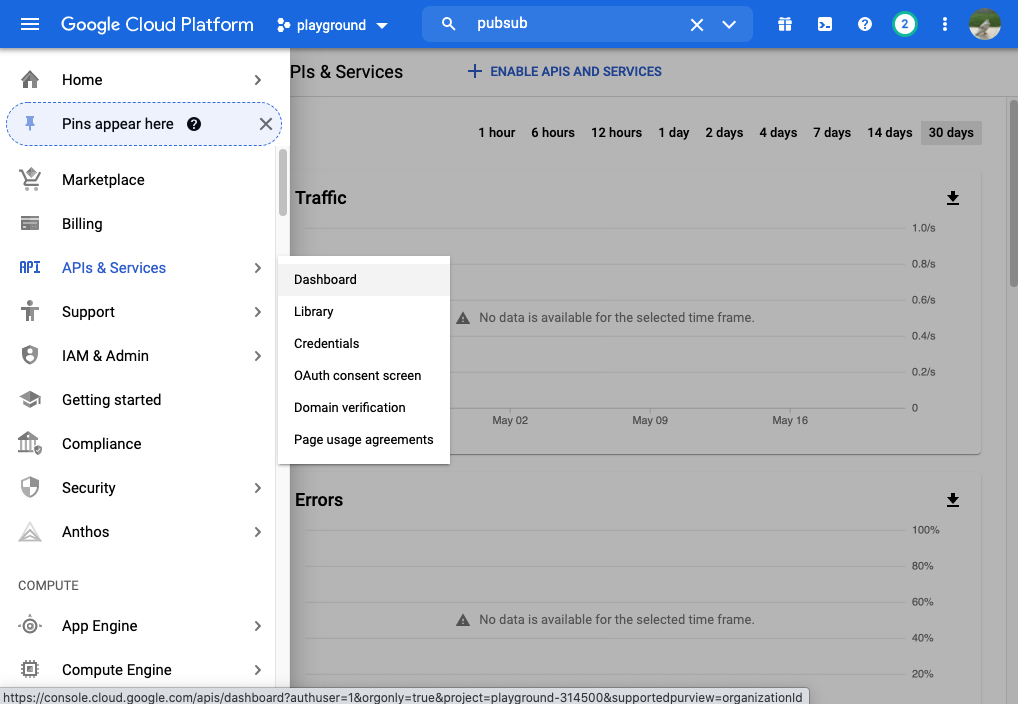 Google Cloud Platform
playground
pubsub
2
Home
Pins appear here
Marketplace
Billing
API APIs & Services
Support
IAM & Admin
Getting started
Compliance
Security
Anthos
COMPUTE
App Engine
Compute Engine
Dashboard
Library
Credentials
OAuth consent screen
Domain verification
Page usage agreements
PIs & Services
ENABLE APIS AND SERVICES
1 hour 6 hours 12 hours 1 day 2 days 4 days 7 days 14 days 30 days
Traffic
1.0/s
0.8/s
0.6/s
No data is available for the selected time frame.
0.4/s
0.2/s
0
May 02 May 09 May 16
Errors
100%
80%
60%
No data is available for the selected time frame.
40%
20%
https://console.cloud.google.com/apis/dashboard?authuser=1&orgonly=true&project=playground-314500&supportedpurview=organizationId